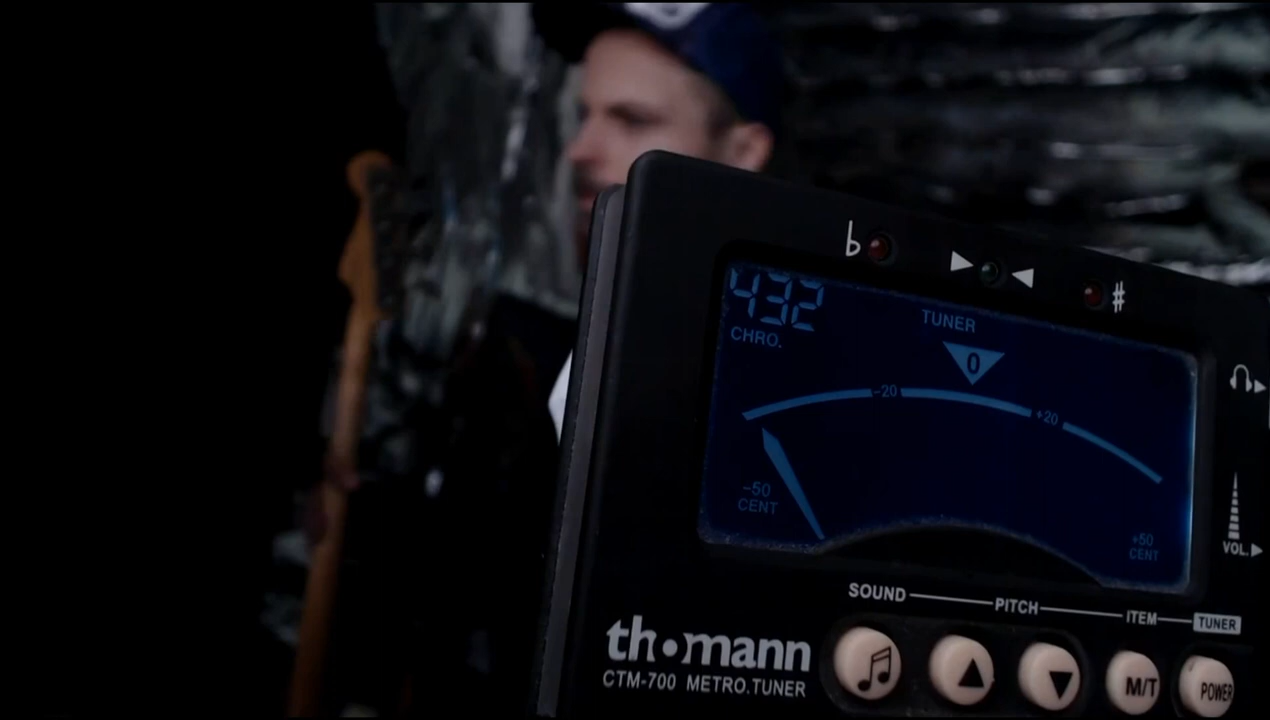 ♭ ▶ ◀ #
432
CHRO.
TUNER
0
-20 +20
-50
CENT
+50
CENT
VOL.▶
SOUND PITCH ITEM TUNER
th•mann
CTM-700 METRO.TUNER
M/T
POWER